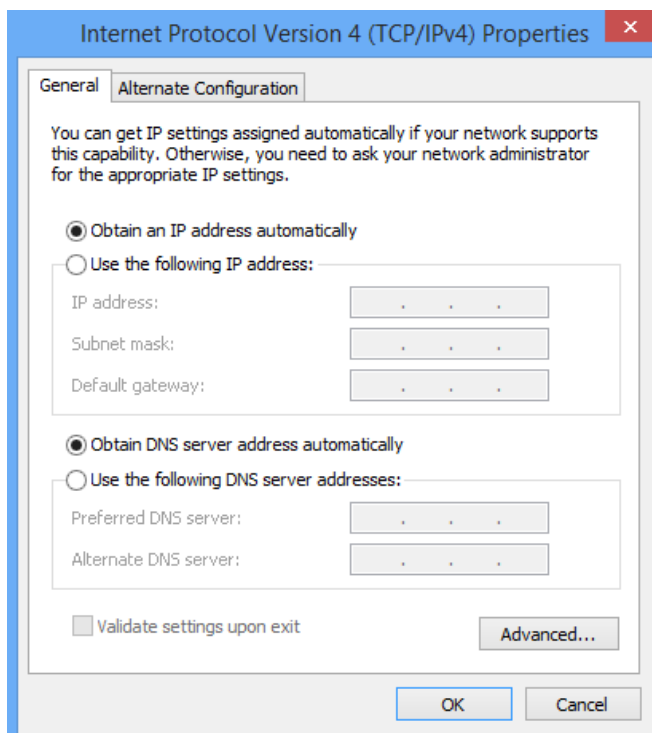 Internet Protocol Version 4 (TCP/IPv4) Properties
General
Alternate Configuration
You can get IP settings assigned automatically if your network supports
this capability. Otherwise, you need to ask your network administrator
for the appropriate IP settings.
Obtain an IP address automatically
Use the following IP address:
IP address:
Subnet mask:
Default gateway:
Obtain DNS server address automatically
Use the following DNS server addresses:
Preferred DNS server:
Alternate DNS server:
Validate settings upon exit
Advanced...
OK
Cancel